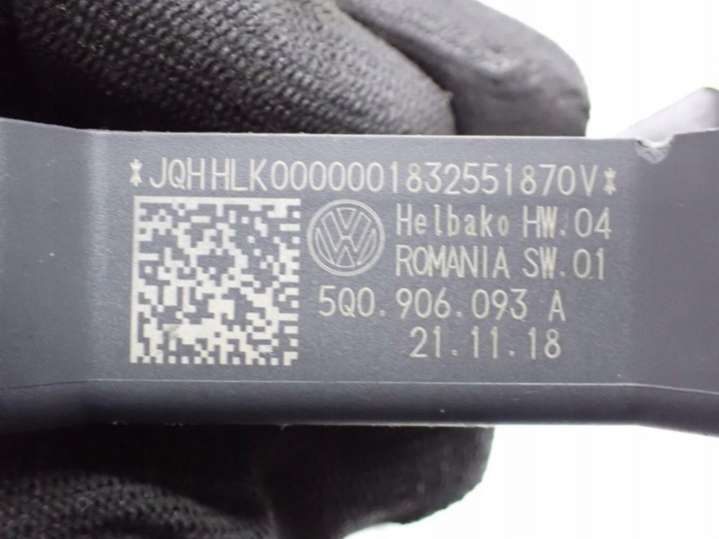 *JQHHLK0000001832551870V*
Helbako HW.04
ROMANIA SW.01
5Q0.906.093 A
21.11.18